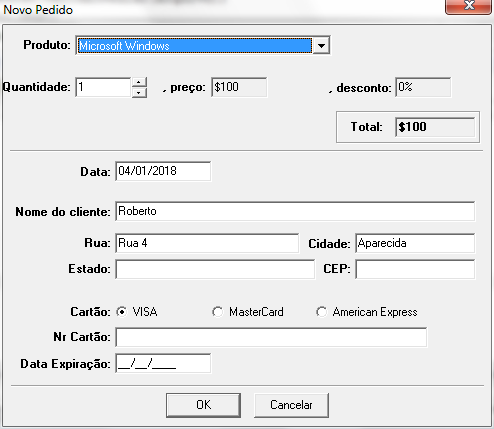 Novo Pedido
Produto: Microsoft Windows
Quantidade: 1 , preço: $100 , desconto: 0%
Total: $100
Data: 04/01/2018
Nome do cliente: Roberto
Rua: Rua 4 Cidade: Aparecida
Estado: CEP:
Cartão: VISA MasterCard American Express
Nr Cartão:
Data Expiração: __/__/____
OK Cancelar